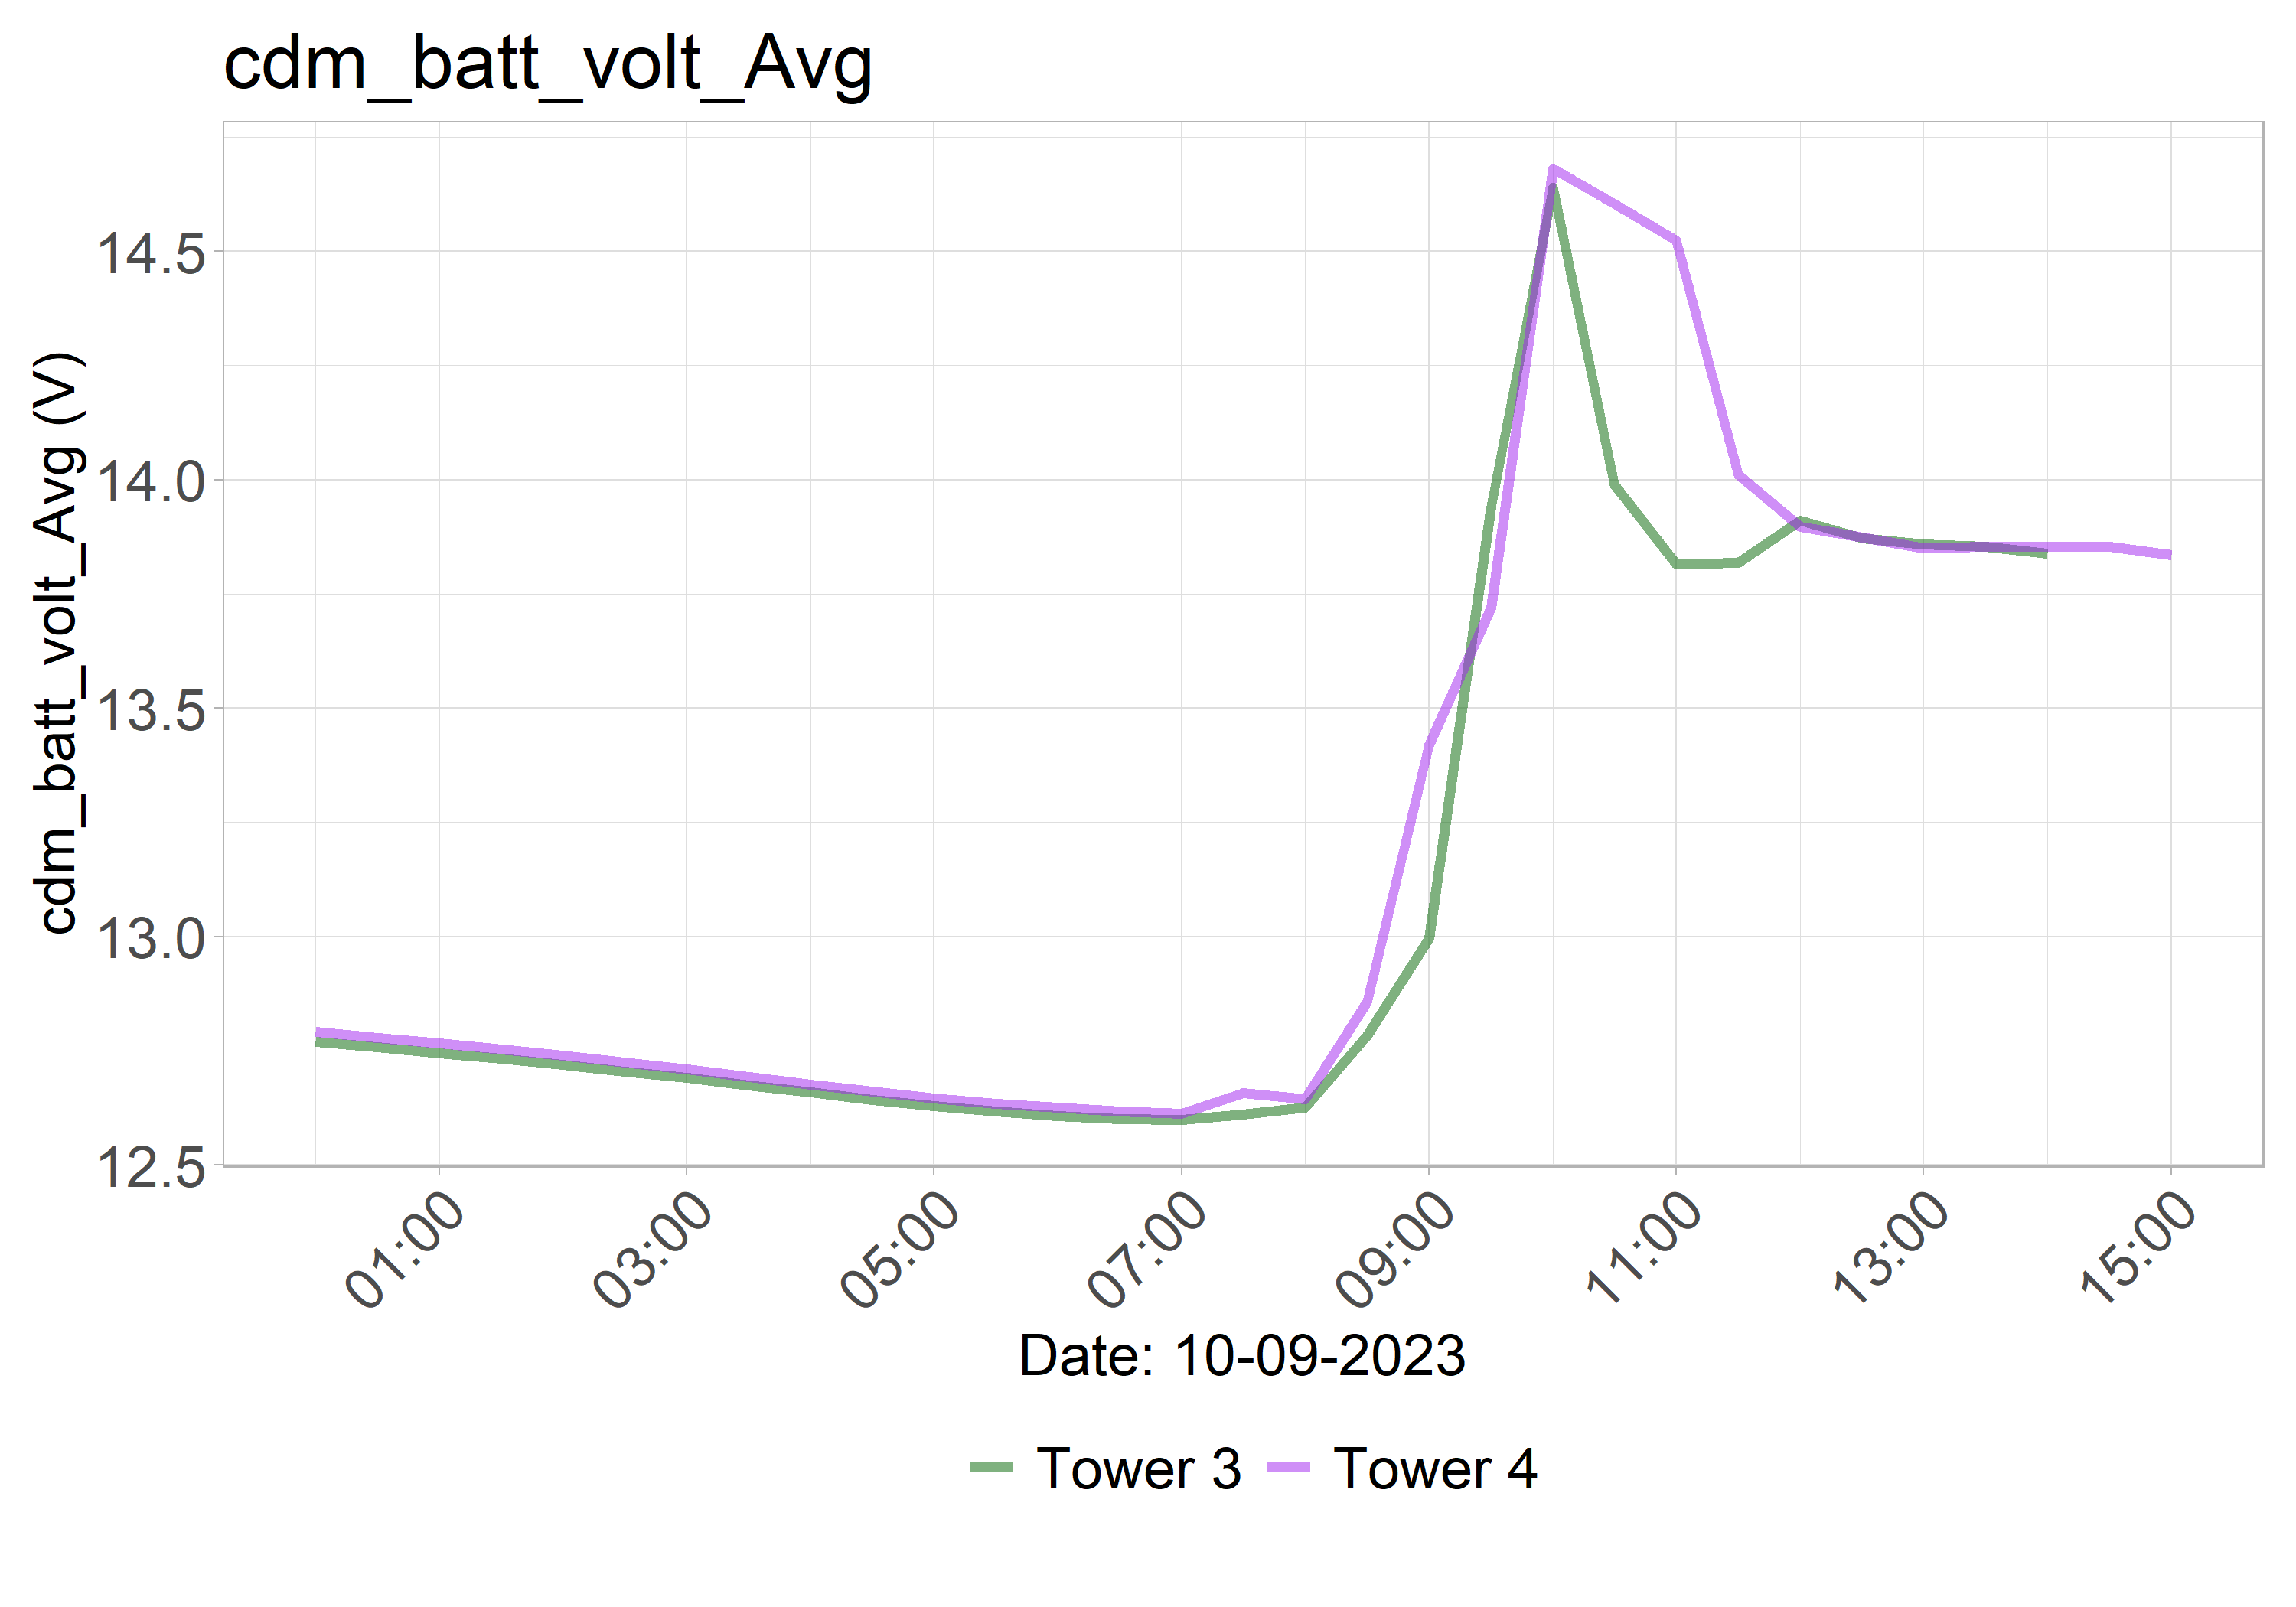 cdm_batt_volt_Avg
cdm_batt_volt_Avg (V)
14.5
14.0
13.5
13.0
12.5
01:00
03:00
05:00
07:00
09:00
11:00
13:00
15:00
Date: 10-09-2023
Tower 3
Tower 4